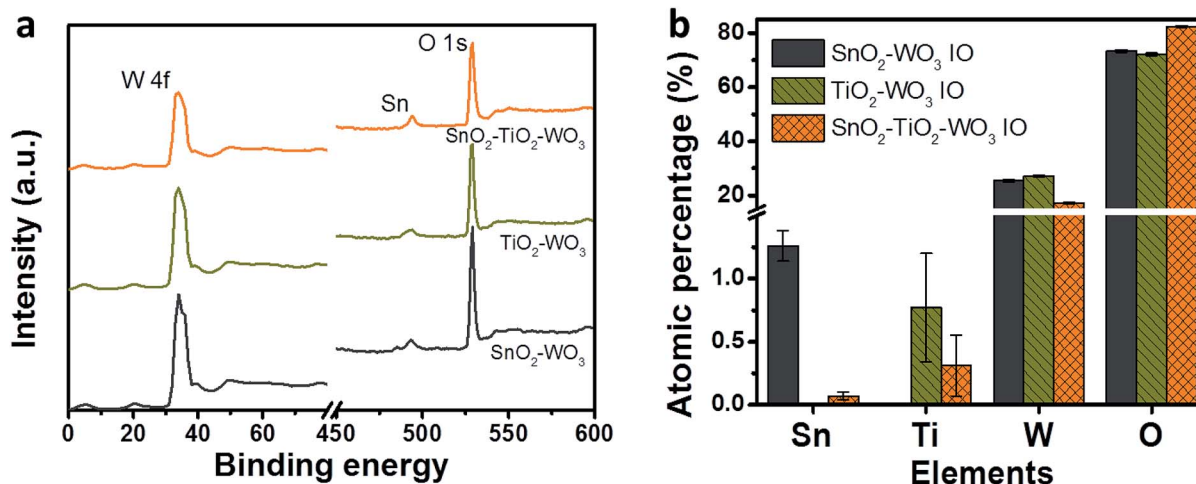 a
W 4f
O 1s
Sn
SnO₂-TiO₂-WO₃
TiO₂-WO₃
SnO₂-WO₃
Intensity (a.u.)
0 20 40 60 450 500 550 600
Binding energy
b
SnO₂-WO₃ IO
TiO₂-WO₃ IO
SnO₂-TiO₂-WO₃ IO
Atomic percentage (%)
80
60
40
20
1.0
0.5
0.0
Sn Ti W O
Elements